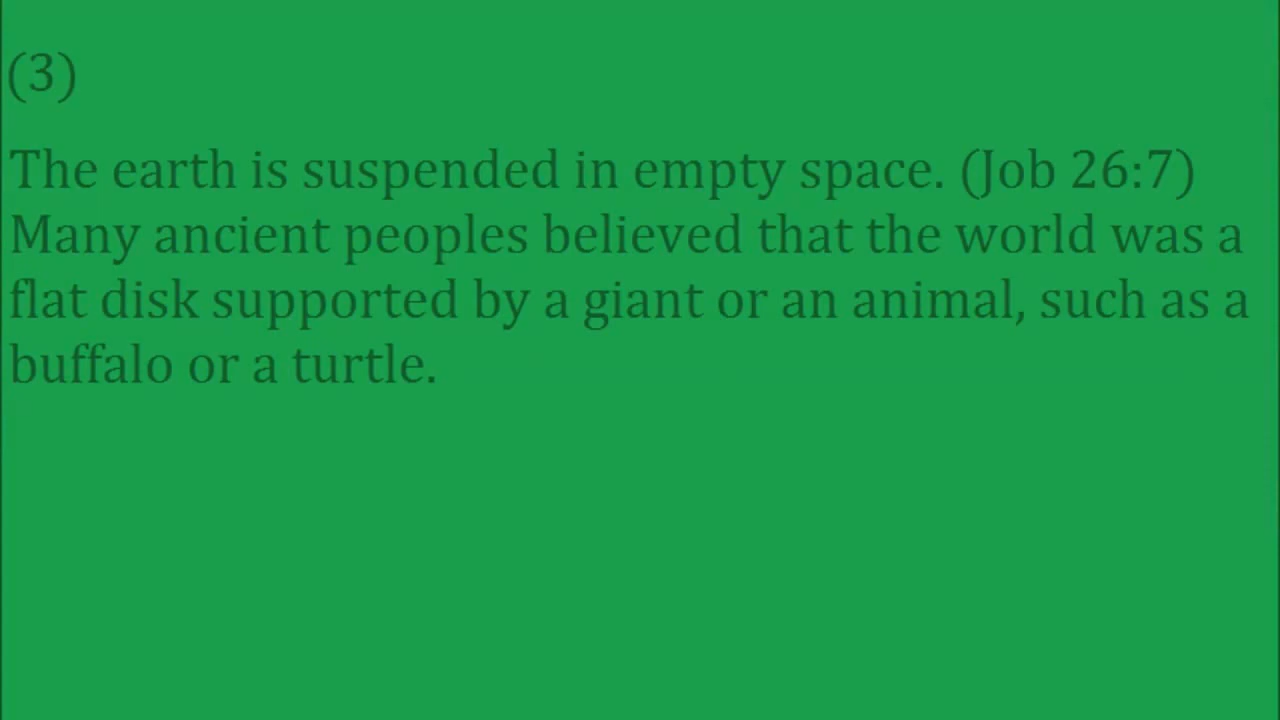 (3)
The earth is suspended in empty space. (Job 26:7)
Many ancient peoples believed that the world was a
flat disk supported by a giant or an animal, such as a
buffalo or a turtle.